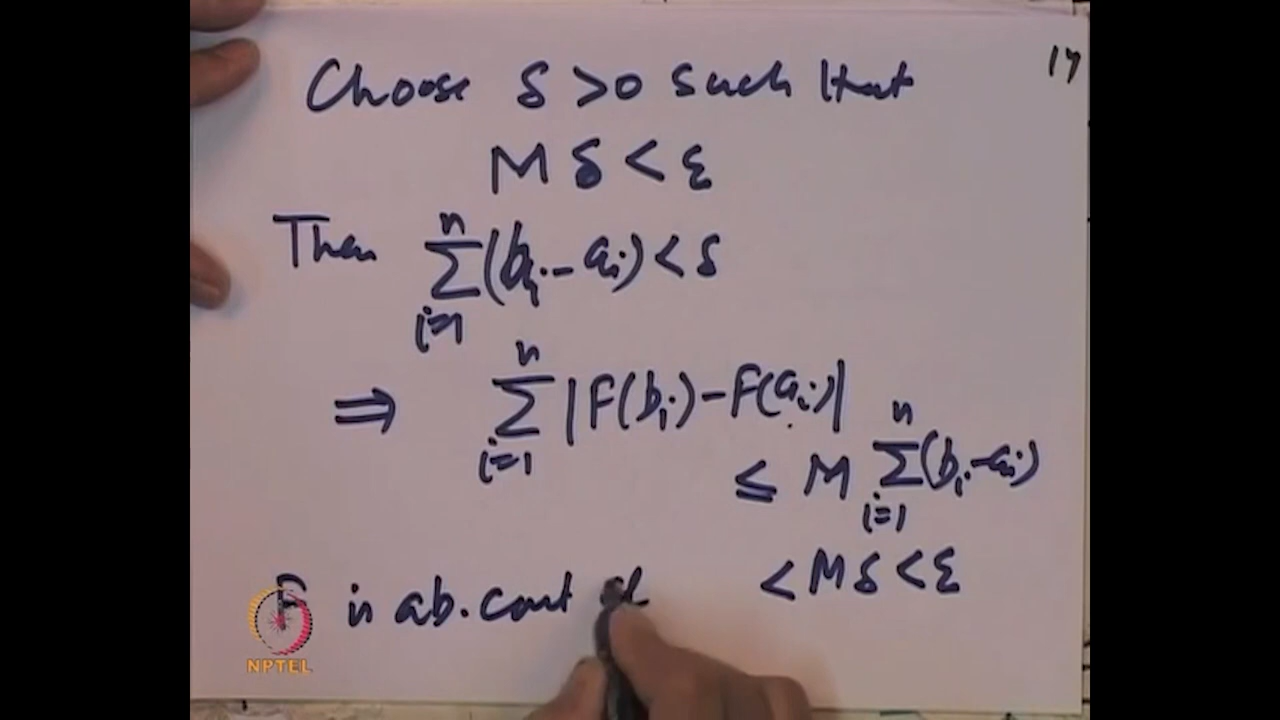 17
Choose δ > 0 such that
M δ < ε
Then ∑_{i=1}^{n} (b_i - a_i) < δ
⇒ ∑_{i=1}^{n} |F(b_i) - F(a_i)|
≤ M ∑_{i=1}^{n} (b_i - a_i)
< M δ < ε
F is ab. cont
NPTEL